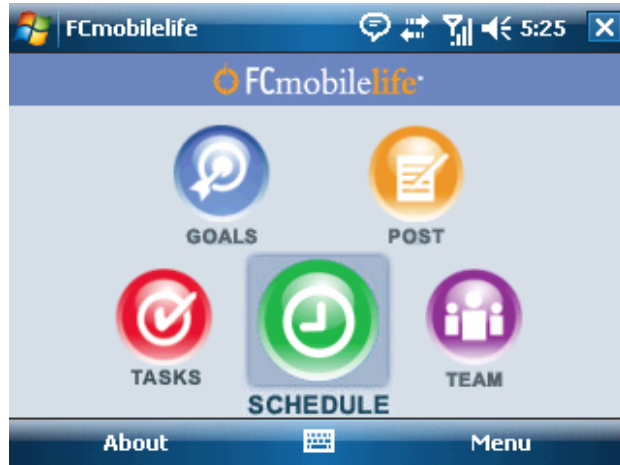 FCmobilelife 5:25
FCmobilelife
GOALS POST
TASKS SCHEDULE TEAM
About Menu